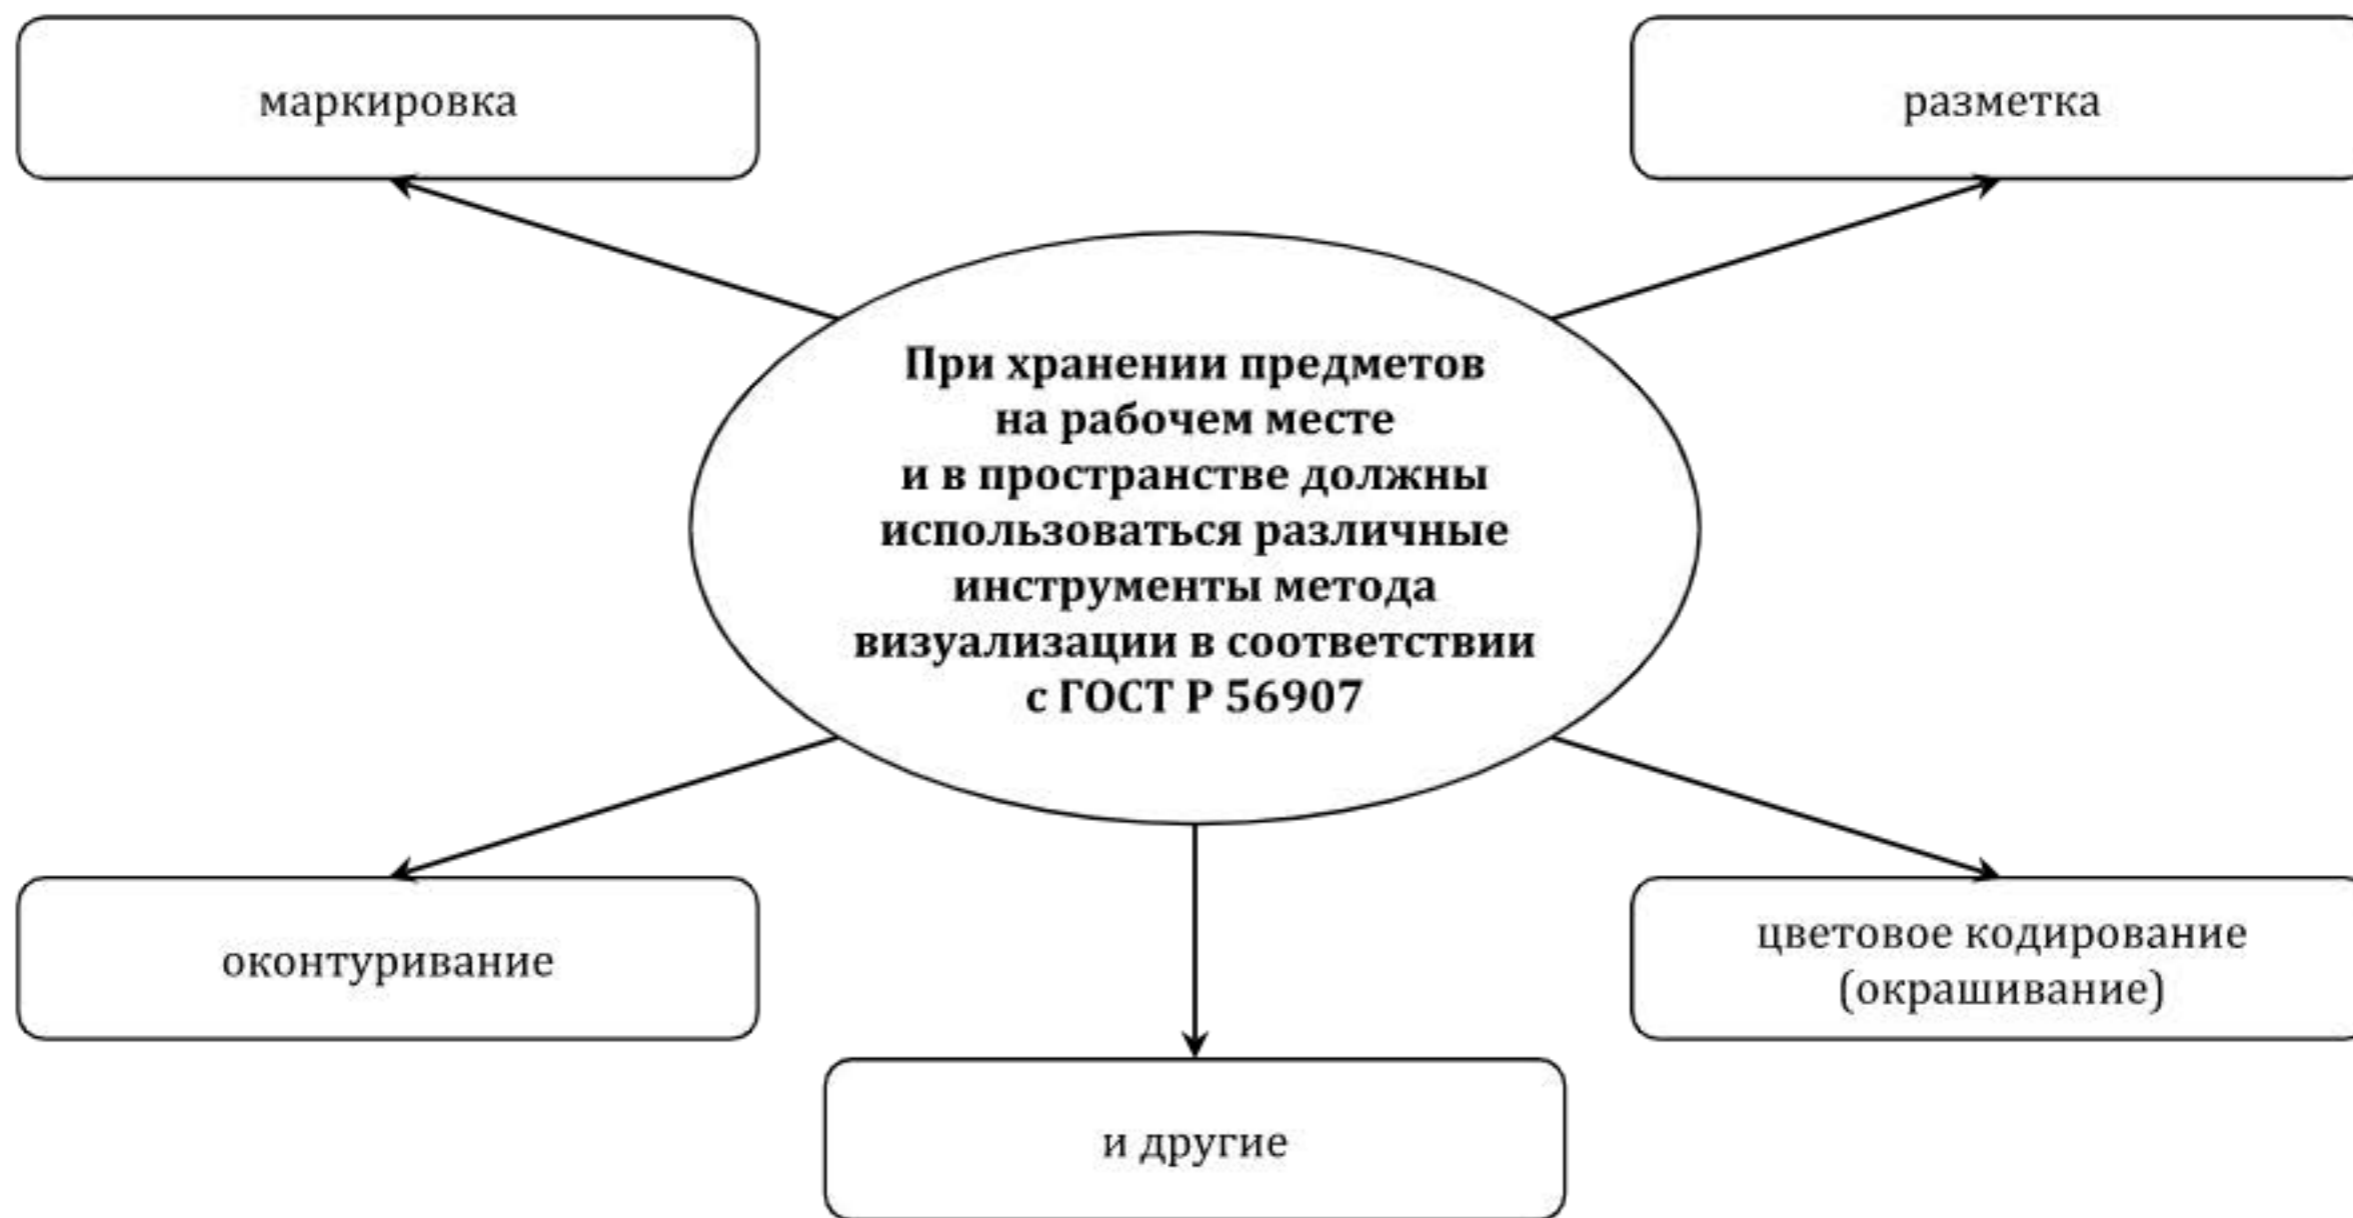 маркировка
разметка
При хранении предметов
на рабочем месте
и в пространстве должны
использоваться различные
инструменты метода
визуализации в соответствии
с ГОСТ Р 56907
оконтуривание
цветовое кодирование
(окрашивание)
и другие